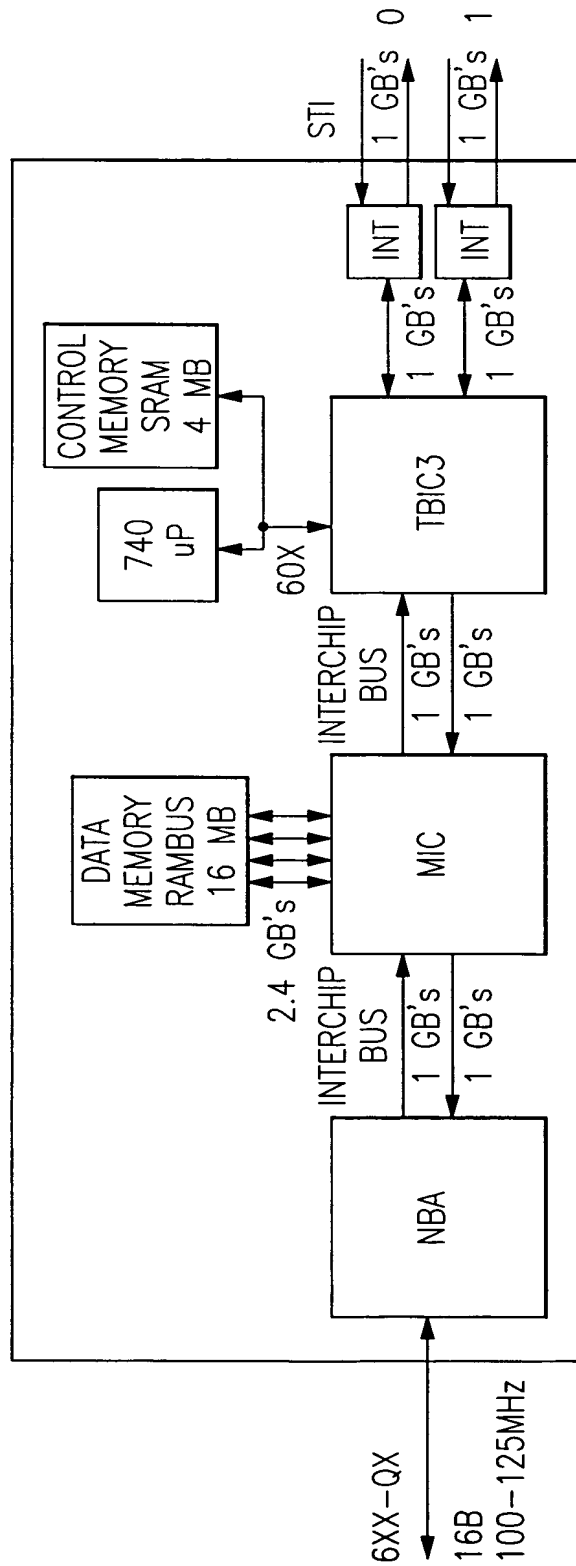 6XX-QX
16B
100-125MHz
NBA
INTERCHIP
BUS
1 GB's
1 GB's
DATA
MEMORY
RAMBUS
16 MB
2.4 GB's
MIC
INTERCHIP
BUS
1 GB's
1 GB's
740
uP
CONTROL
MEMORY
SRAM
4 MB
60X
TBIC3
1 GB's
1 GB's
INT
INT
STI
1 GB's 0
1 GB's 1